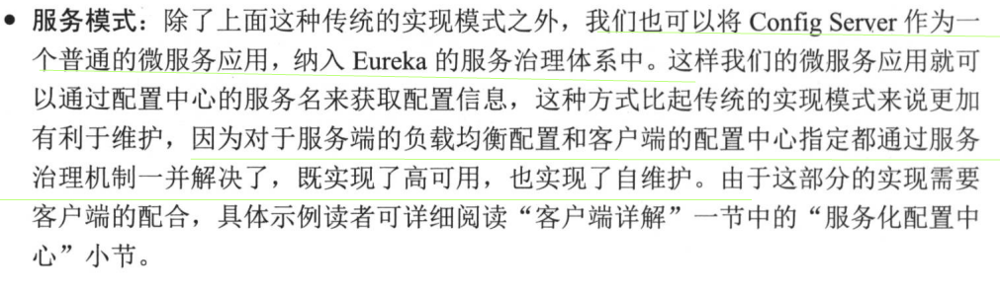 ● 服务模式：除了上面这种传统的实现模式之外，我们也可以将 Config Server 作为一
个普通的微服务应用，纳入 Eureka 的服务治理体系中。这样我们的微服务应用就可
以通过配置中心的服务名来获取配置信息，这种方式比起传统的实现模式来说更加
有利于维护，因为对于服务端的负载均衡配置和客户端的配置中心指定都通过服务
治理机制一并解决了，既实现了高可用，也实现了自维护。由于这部分的实现需要
客户端的配合，具体示例读者可详细阅读“客户端详解”一节中的“服务化配置中
心”小节。